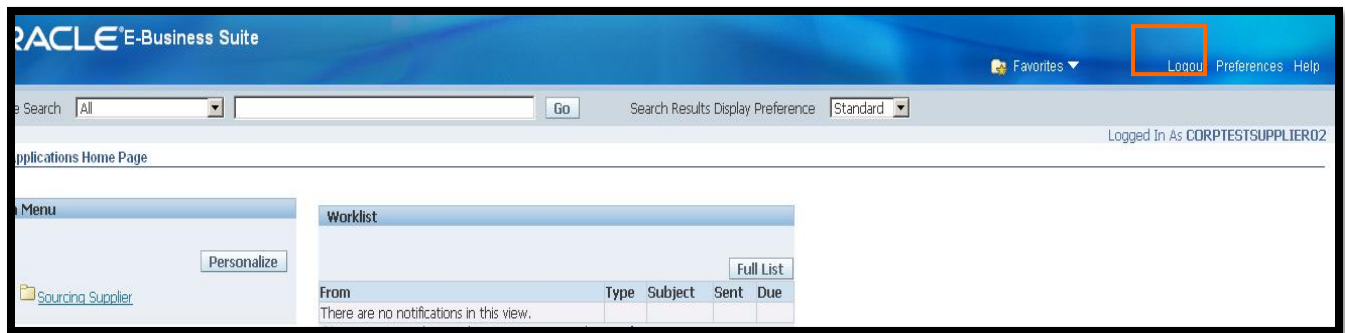 RACLE E-Business Suite
Favorites Logou Preferences Help
e Search All Go Search Results Display Preference Standard
Logged In As CORPTESTSUPPLIER02
pplications Home Page
Menu
Worklist
Personalize
Full List
Sourcing Supplier
From Type Subject Sent Due
There are no notifications in this view.